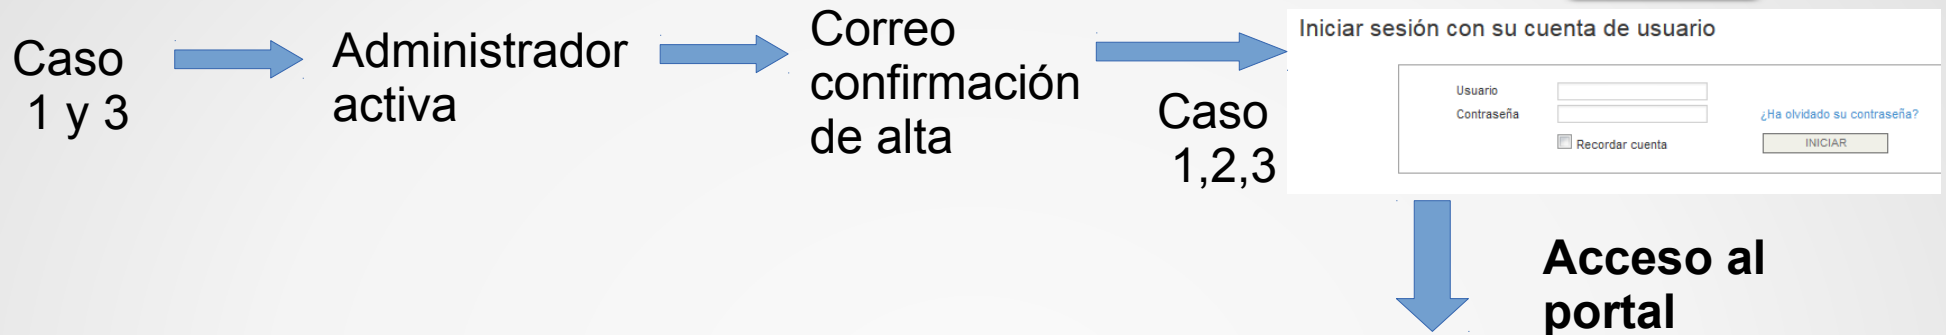 Caso
1 y 3
Administrador
activa
Correo
confirmación
de alta
Caso
1,2,3
Iniciar sesión con su cuenta de usuario
Usuario
Contraseña
¿Ha olvidado su contraseña?
Recordar cuenta
INICIAR
Acceso al
portal